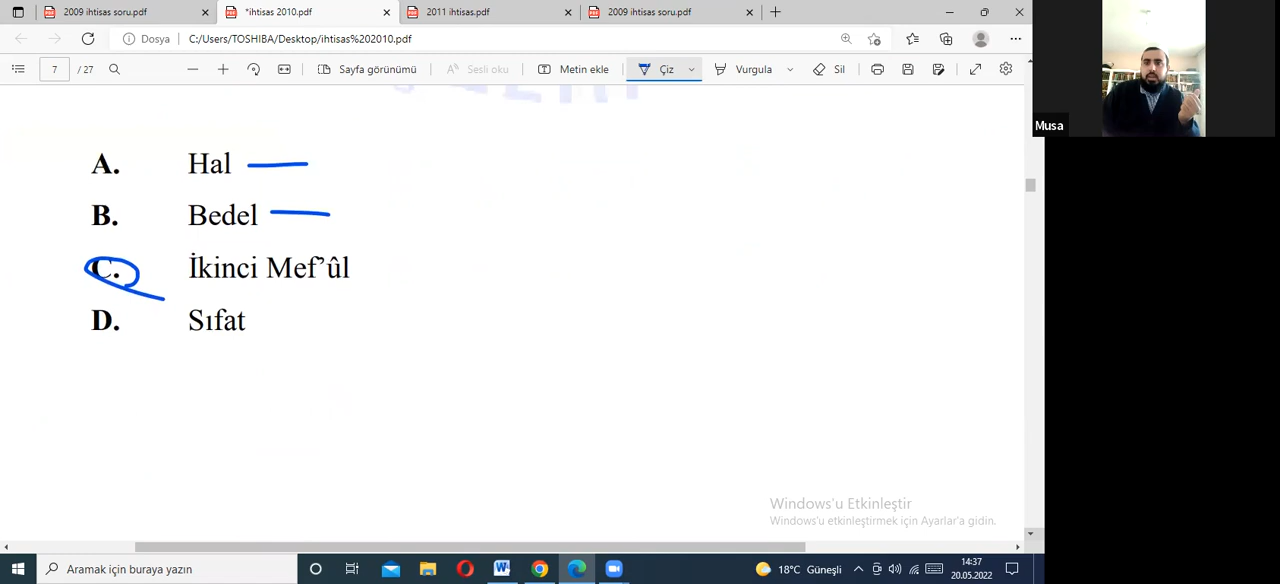 2009 ihtisas soru.pdf
*ihtisas 2010.pdf
2011 ihtisas.pdf
2009 ihtisas soru.pdf
Dosya C:/Users/TOSHIBA/Desktop/ihtisas%202010.pdf
7 / 27 Sayfa görünümü Sesli oku Metin ekle Çiz Vurgula Sil
Musa
A. Hal
B. Bedel
C. İkinci Mef’ûl
D. Sıfat
Windows'u Etkinleştir
Windows'u etkinleştirmek için Ayarlar'a gidin.
Aramak için buraya yazın
18°C Güneşli
14:37
20.05.2022